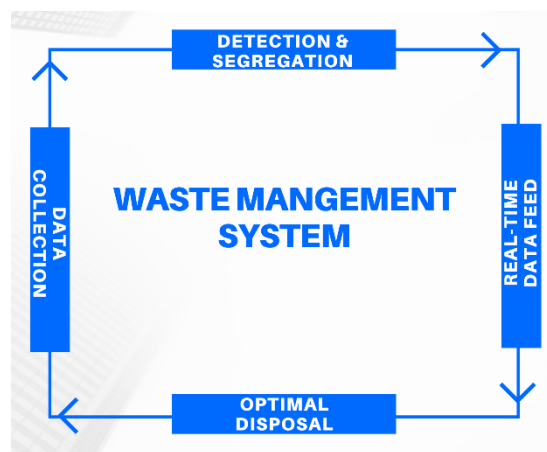 DETECTION &
SEGREGATION
WASTE MANGEMENT
SYSTEM
DATA
COLLECTION
REAL-TIME
DATA FEED
OPTIMAL
DISPOSAL